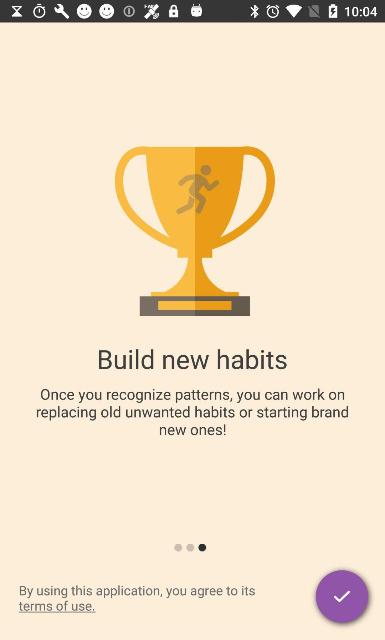 10:04
Build new habits
Once you recognize patterns, you can work on
replacing old unwanted habits or starting brand
new ones!
By using this application, you agree to its
terms of use.